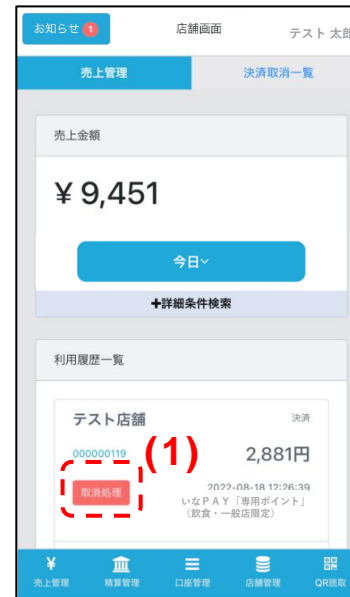 お知らせ 1 店舗画面 テスト 太郎
売上管理 決済取消一覧
売上金額
¥ 9,451
今日
+詳細条件検索
利用履歴一覧
テスト店舗 決済
000000119 (1) 2,881円
取消処理 2022-08-18 12:26:39
いなPAY「専用ポイント」
（飲食・一般店限定）
売上管理 精算管理 口座管理 店舗管理 QR読取